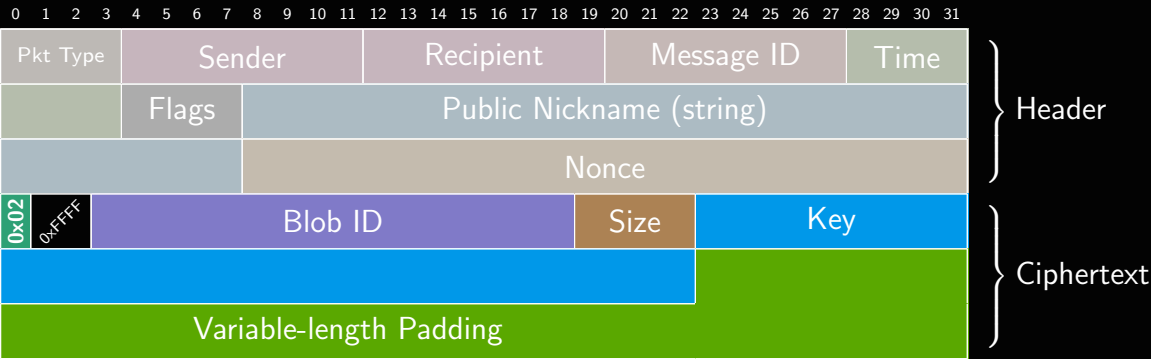 0 1 2 3 4 5 6 7 8 9 10 11 12 13 14 15 16 17 18 19 20 21 22 23 24 25 26 27 28 29 30 31
Pkt Type Sender Recipient Message ID Time
Flags Public Nickname (string) Header
Nonce
0x02 0xFFFF Blob ID Size Key
Ciphertext
Variable-length Padding